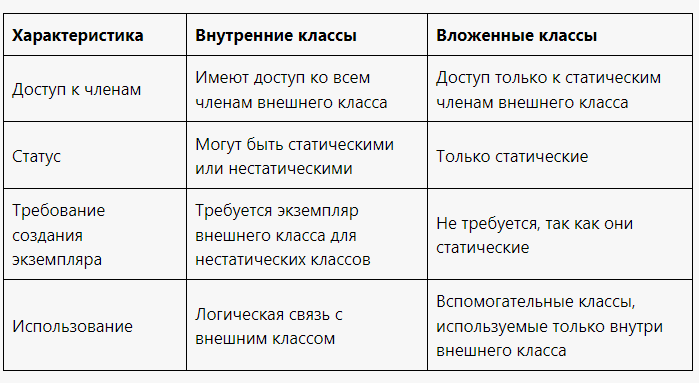 Характеристика
Внутренние классы
Вложенные классы
Доступ к членам
Имеют доступ ко всем
членам внешнего класса
Доступ только к статическим
членам внешнего класса
Статус
Могут быть статическими
или нестатическими
Только статические
Требование
создания
экземпляра
Требуется экземпляр
внешнего класса для
нестатических классов
Не требуется, так как они
статические
Использование
Логическая связь с
внешним классом
Вспомогательные классы,
используемые только внутри
внешнего класса